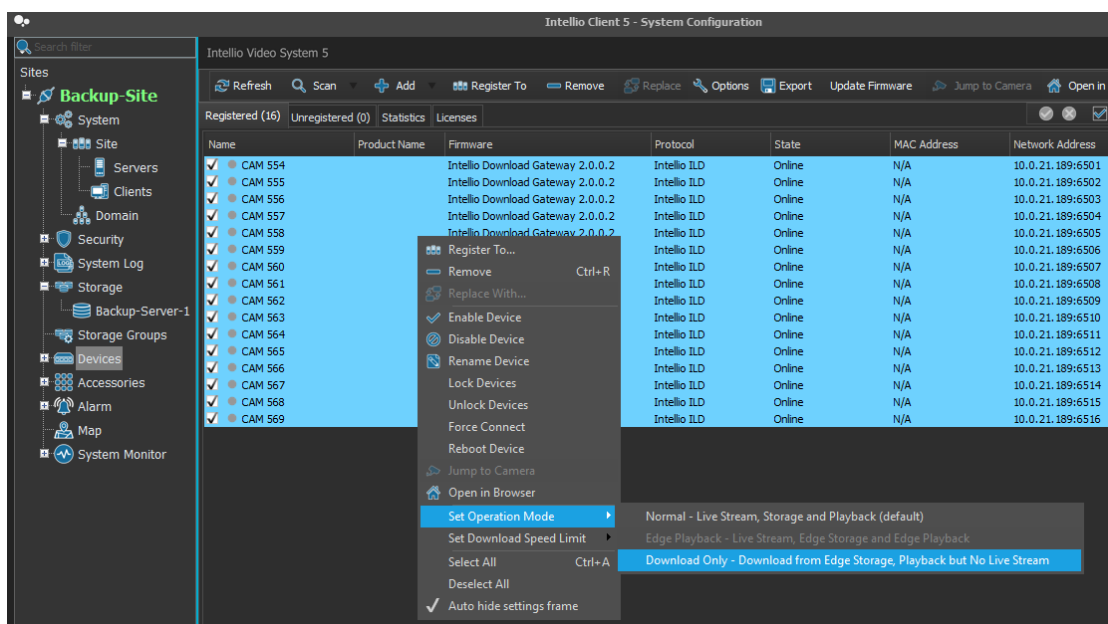 Intellio Client 5 - System Configuration
Search filter
Intellio Video System 5
Sites
Backup-Site
System
Site
Servers
Clients
Domain
Security
System Log
Storage
Backup-Server-1
Storage Groups
Devices
Accessories
Alarm
Map
System Monitor
Refresh Scan Add Register To Remove Replace Options Export Update Firmware Jump to Camera Open in
Registered (16) Unregistered (0) Statistics Licenses
Name Product Name Firmware Protocol State MAC Address Network Address
CAM 554 Intellio Download Gateway 2.0.0.2 Intellio ILD Online N/A 10.0.21.189:6501
CAM 555 Intellio Download Gateway 2.0.0.2 Intellio ILD Online N/A 10.0.21.189:6502
CAM 556 Intellio Download Gateway 2.0.0.2 Intellio ILD Online N/A 10.0.21.189:6503
CAM 557 Intellio Download Gateway 2.0.0.2 Intellio ILD Online N/A 10.0.21.189:6504
CAM 558 Intellio Download Gateway 2.0.0.2 Intellio ILD Online N/A 10.0.21.189:6505
CAM 559 Intellio ILD Online N/A 10.0.21.189:6506
CAM 560 Intellio ILD Online N/A 10.0.21.189:6507
CAM 561 Intellio ILD Online N/A 10.0.21.189:6508
CAM 562 Intellio ILD Online N/A 10.0.21.189:6509
CAM 563 Intellio ILD Online N/A 10.0.21.189:6510
CAM 564 Intellio ILD Online N/A 10.0.21.189:6511
CAM 565 Intellio ILD Online N/A 10.0.21.189:6512
CAM 566 Intellio ILD Online N/A 10.0.21.189:6513
CAM 567 Intellio ILD Online N/A 10.0.21.189:6514
CAM 568 Intellio ILD Online N/A 10.0.21.189:6515
CAM 569 Intellio ILD Online N/A 10.0.21.189:6516
Register To...
Remove Ctrl+R
Replace With...
Enable Device
Disable Device
Rename Device
Lock Devices
Unlock Devices
Force Connect
Reboot Device
Jump to Camera
Open in Browser
Set Operation Mode
Set Download Speed Limit
Select All Ctrl+A
Deselect All
Auto hide settings frame
Normal - Live Stream, Storage and Playback (default)
Edge Playback - Live Stream, Edge Storage and Edge Playback
Download Only - Download from Edge Storage, Playback but No Live Stream